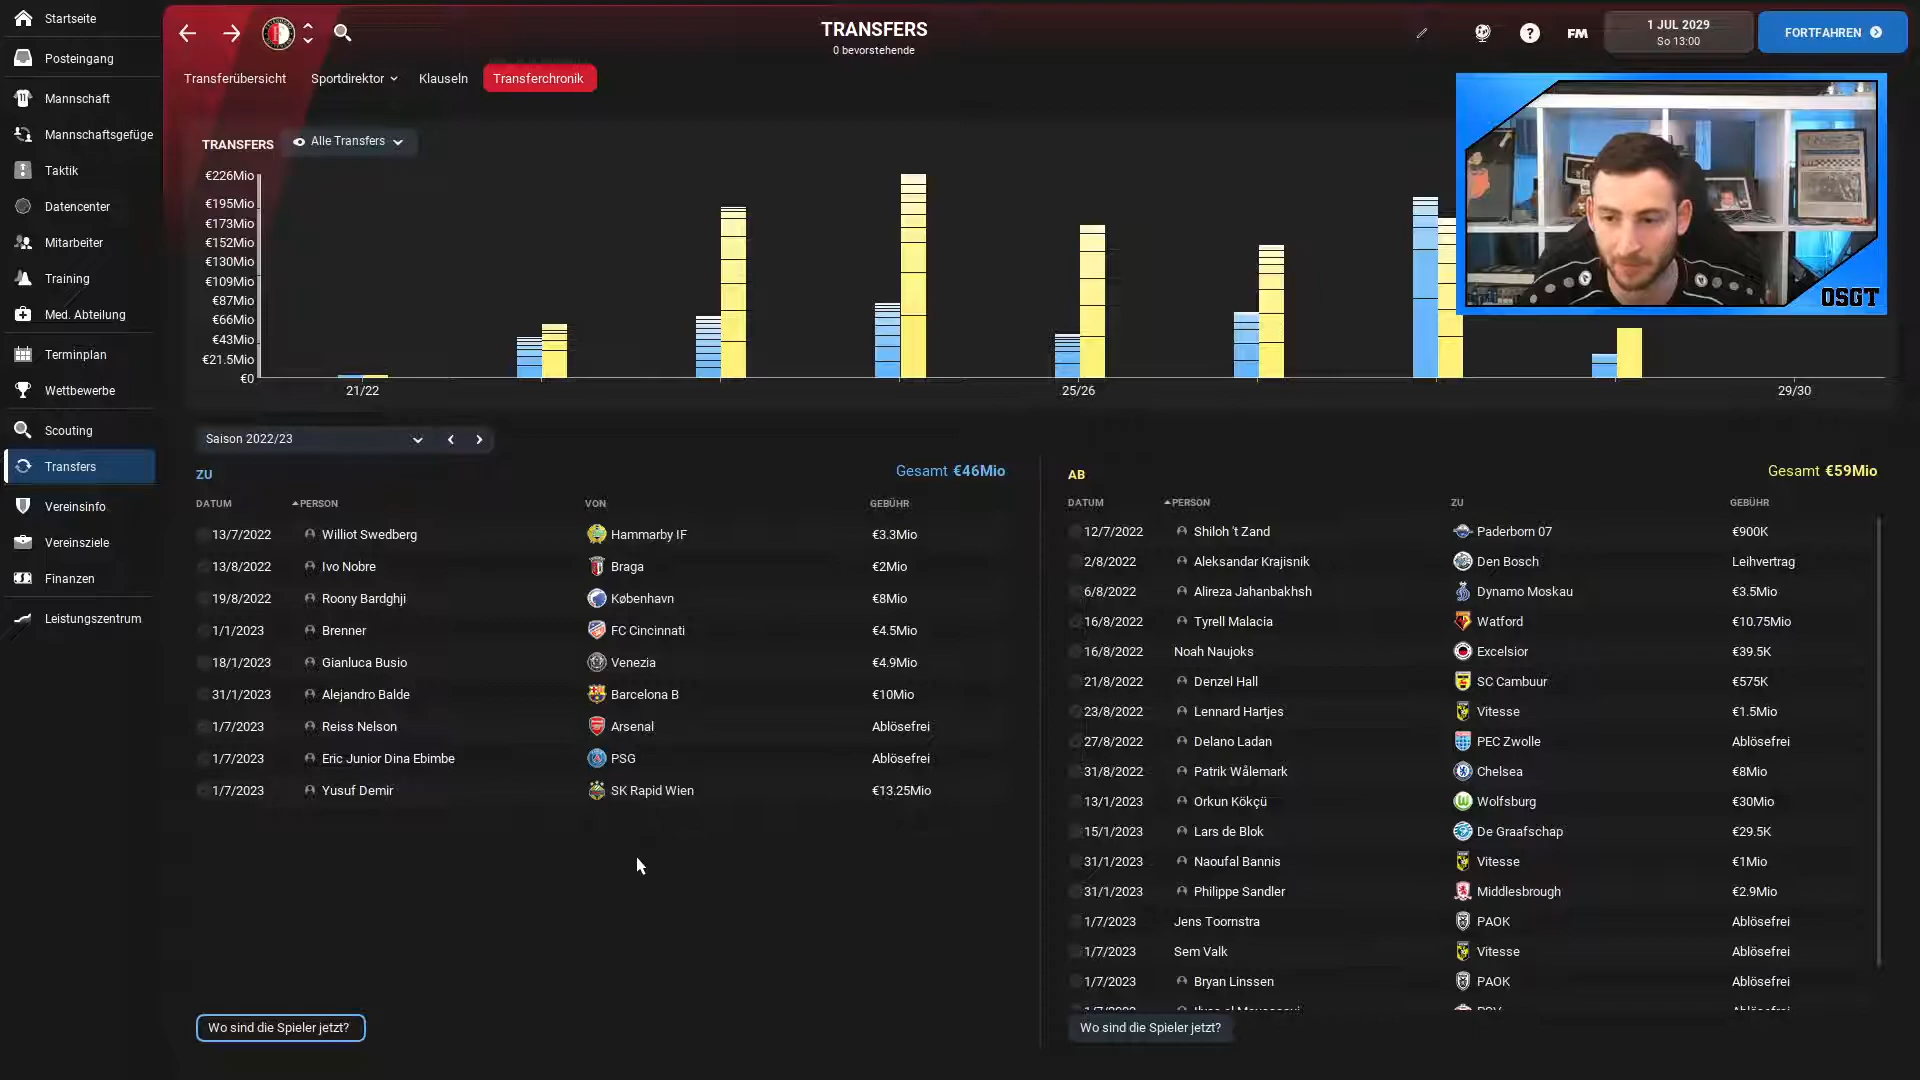 Startseite
Posteingang
Mannschaft
Mannschaftsgefüge
Taktik
Datencenter
Mitarbeiter
Training
Med. Abteilung
Terminplan
Wettbewerbe
Scouting
Transfers
Vereinsinfo
Vereinsziele
Finanzen
Leistungszentrum
TRANSFERS
0 bevorstehende
FM
1 JUL 2029
So 13:00
FORTFAHREN
Transferübersicht Sportdirektor Klauseln Transferchronik
TRANSFERS Alle Transfers
€226Mio
€195Mio
€173Mio
€152Mio
€130Mio
€109Mio
€87Mio
€66Mio
€43Mio
€21.5Mio
€0
21/22 25/26 29/30
OSGT
Saison 2022/23
ZU Gesamt €46Mio
DATUM PERSON VON GEBÜHR
13/7/2022 Williot Swedberg Hammarby IF €3.3Mio
13/8/2022 Ivo Nobre Braga €2Mio
19/8/2022 Roony Bardghji København €8Mio
1/1/2023 Brenner FC Cincinnati €4.5Mio
18/1/2023 Gianluca Busio Venezia €4.9Mio
31/1/2023 Alejandro Balde Barcelona B €10Mio
1/7/2023 Reiss Nelson Arsenal Ablösefrei
1/7/2023 Eric Junior Dina Ebimbe PSG Ablösefrei
1/7/2023 Yusuf Demir SK Rapid Wien €13.25Mio
Wo sind die Spieler jetzt?
AB Gesamt €59Mio
DATUM PERSON ZU GEBÜHR
12/7/2022 Shiloh 't Zand Paderborn 07 €900K
2/8/2022 Aleksandar Krajisnik Den Bosch Leihvertrag
6/8/2022 Alireza Jahanbakhsh Dynamo Moskau €3.5Mio
16/8/2022 Tyrell Malacia Watford €10.75Mio
16/8/2022 Noah Naujoks Excelsior €39.5K
21/8/2022 Denzel Hall SC Cambuur €575K
23/8/2022 Lennard Hartjes Vitesse €1.5Mio
27/8/2022 Delano Ladan PEC Zwolle Ablösefrei
31/8/2022 Patrik Wålemark Chelsea €8Mio
13/1/2023 Orkun Kökçü Wolfsburg €30Mio
15/1/2023 Lars de Blok De Graafschap €29.5K
31/1/2023 Naoufal Bannis Vitesse €1Mio
31/1/2023 Philippe Sandler Middlesbrough €2.9Mio
1/7/2023 Jens Toornstra PAOK Ablösefrei
1/7/2023 Sem Valk Vitesse Ablösefrei
1/7/2023 Bryan Linssen PAOK Ablösefrei
Wo sind die Spieler jetzt?